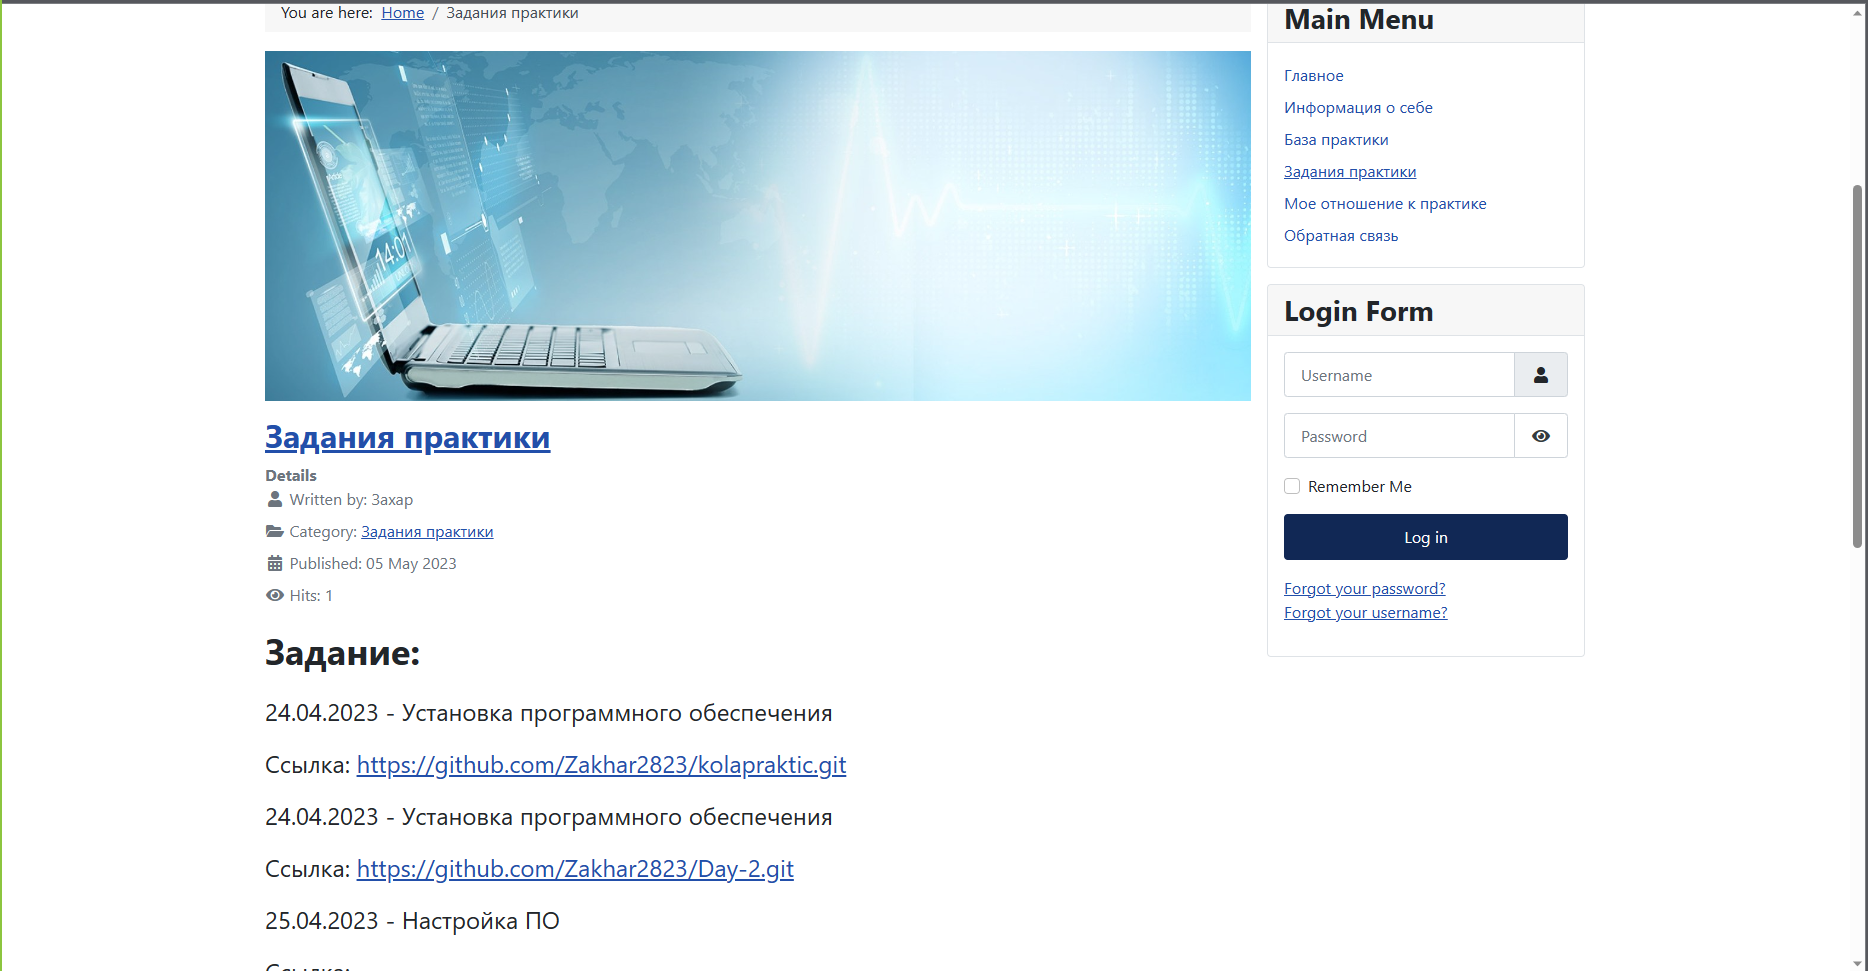 You are here: Home / Задания практики
14:01
Задания практики
Details
Written by: Захар
Category: Задания практики
Published: 05 May 2023
Hits: 1
Задание:
24.04.2023 - Установка программного обеспечения
Ссылка: https://github.com/Zakhar2823/kolapraktic.git
24.04.2023 - Установка программного обеспечения
Ссылка: https://github.com/Zakhar2823/Day-2.git
25.04.2023 - Настройка ПО
Ссылка:
Main Menu
Главное
Информация о себе
База практики
Задания практики
Мое отношение к практике
Обратная связь
Login Form
Username
Password
Remember Me
Log in
Forgot your password?
Forgot your username?